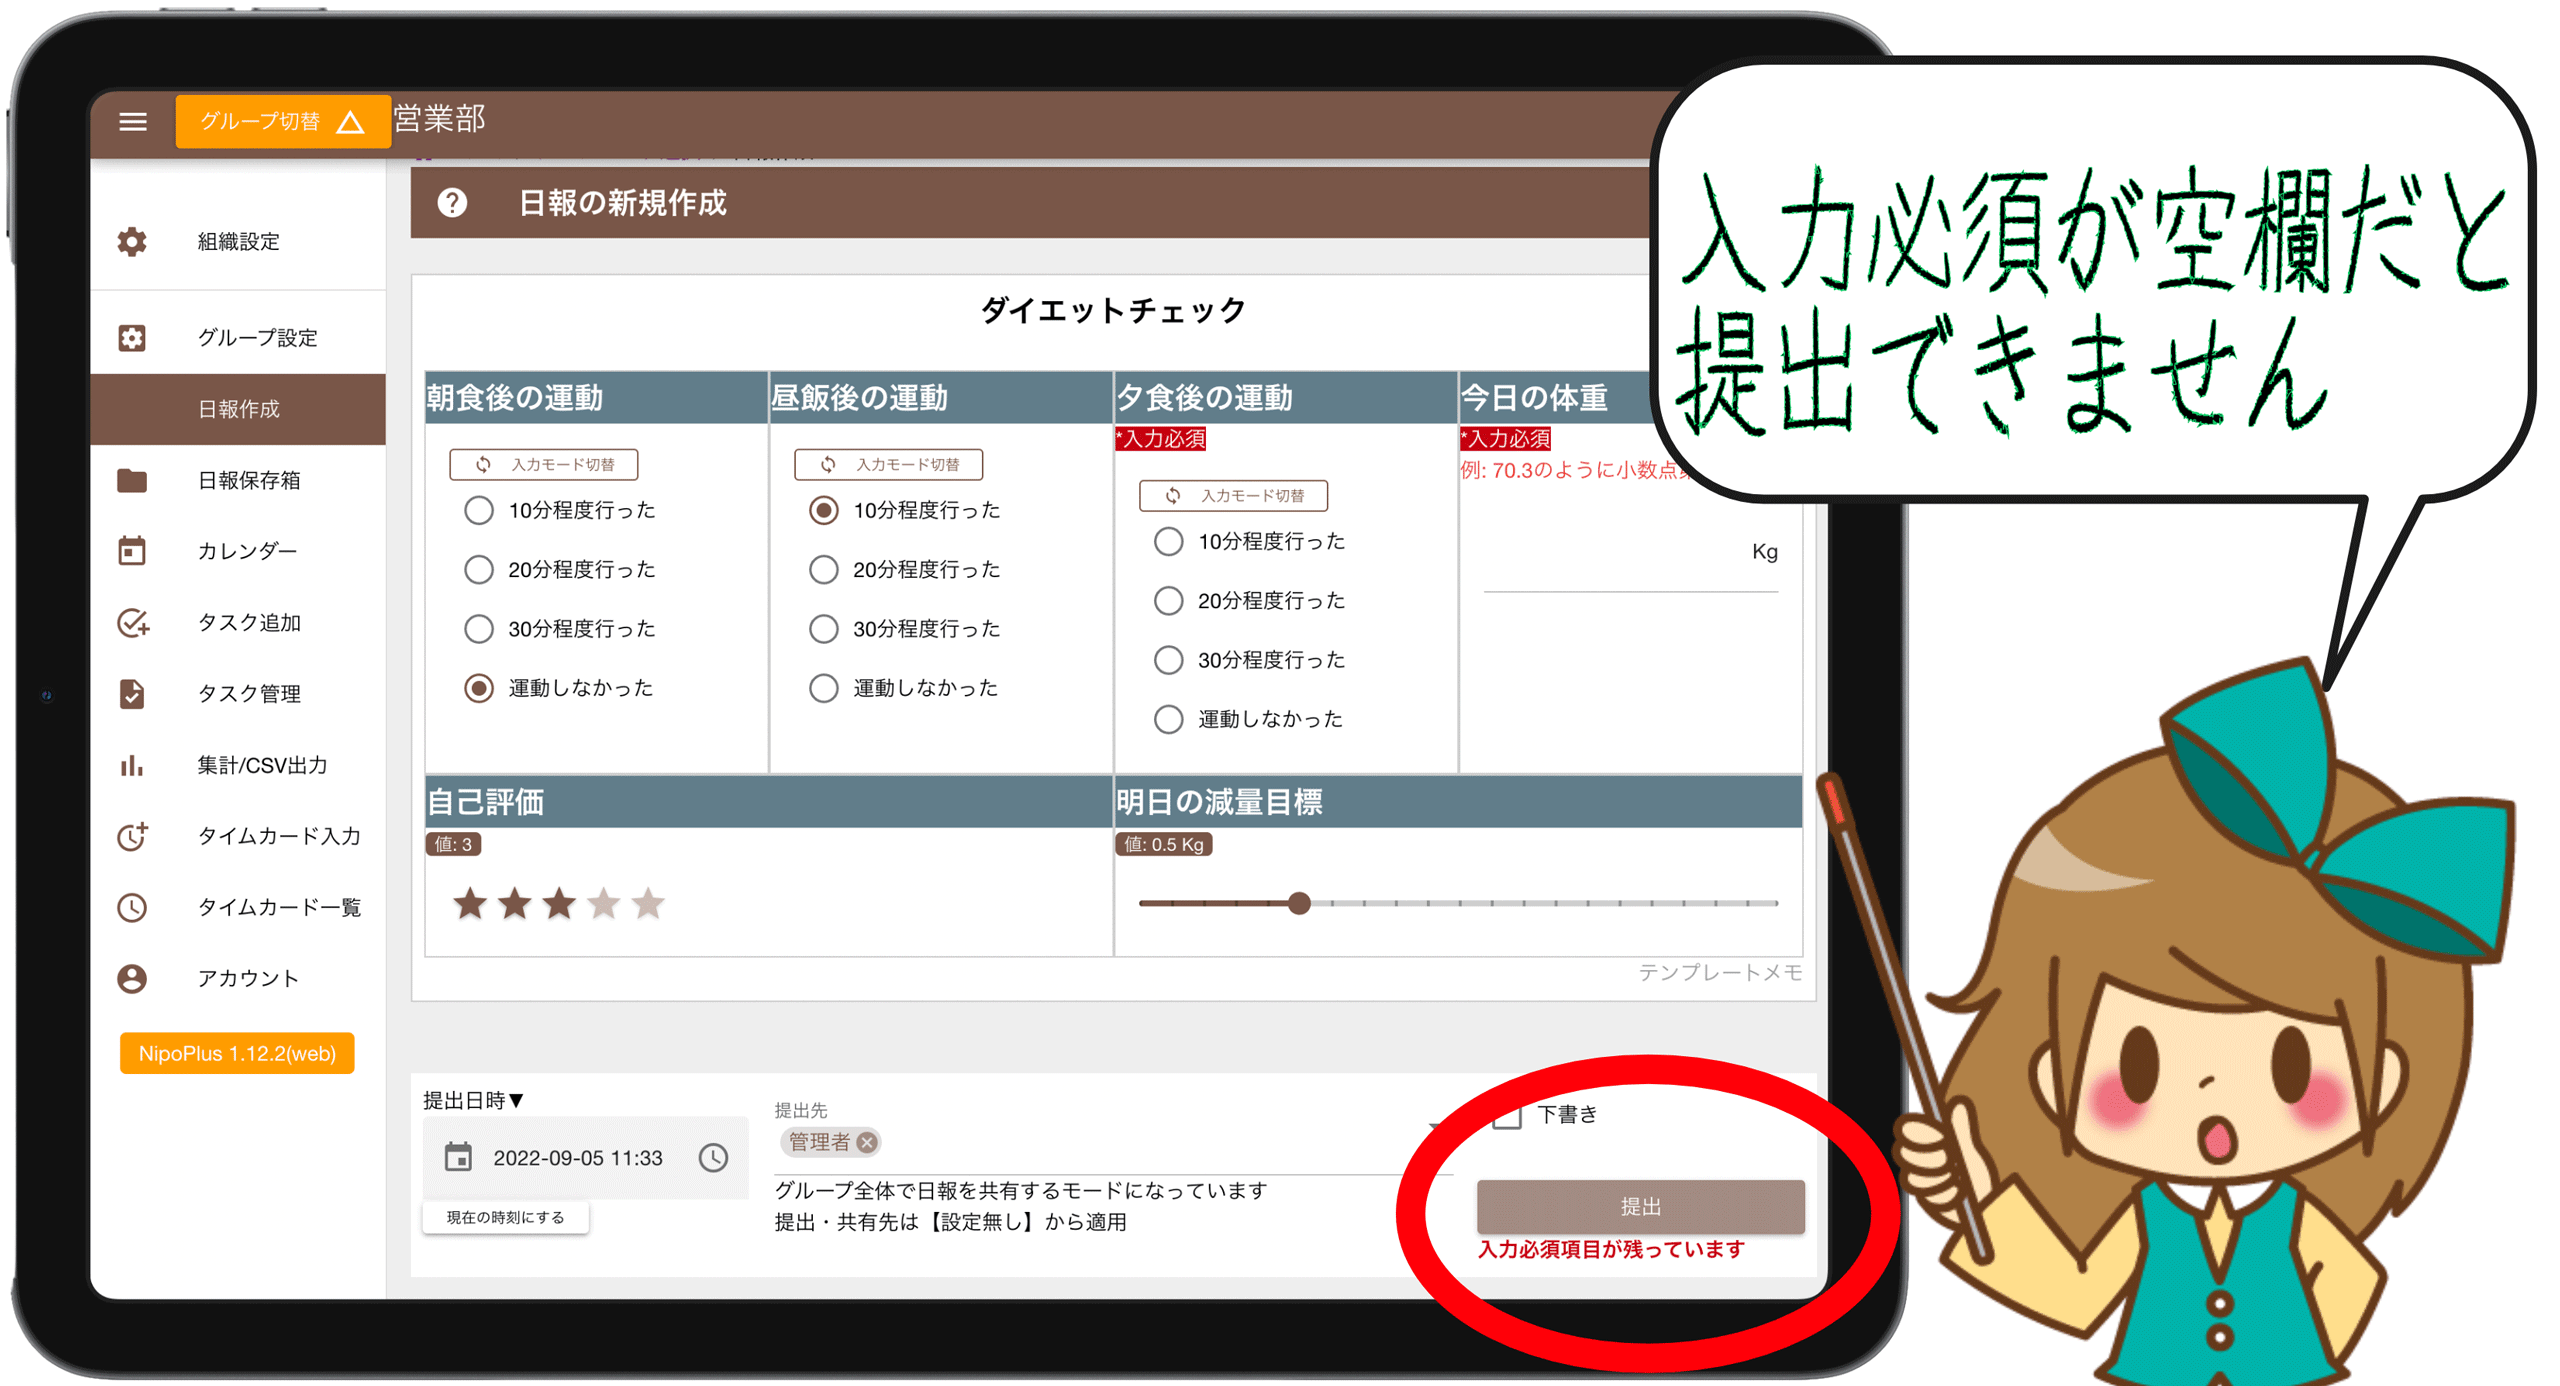 グループ切替
営業部
日報の新規作成
入力必須が空欄だと
提出できません
組織設定
グループ設定
日報作成
日報保存箱
カレンダー
タスク追加
タスク管理
集計/CSV出力
タイムカード入力
タイムカード一覧
アカウント
NipoPlus 1.12.2(web)
ダイエットチェック
朝食後の運動
入力モード切替
10分程度行った
20分程度行った
30分程度行った
運動しなかった
昼飯後の運動
入力モード切替
10分程度行った
20分程度行った
30分程度行った
運動しなかった
夕食後の運動
*入力必須
入力モード切替
10分程度行った
20分程度行った
30分程度行った
運動しなかった
今日の体重
*入力必須
例: 70.3のように小数点
Kg
自己評価
値: 3
明日の減量目標
値: 0.5 Kg
テンプレートメモ
提出日時▼
2022-09-05 11:33
現在の時刻にする
提出先
管理者
グループ全体で日報を共有するモードになっています
提出・共有先は【設定無し】から適用
下書き
提出
入力必須項目が残っています